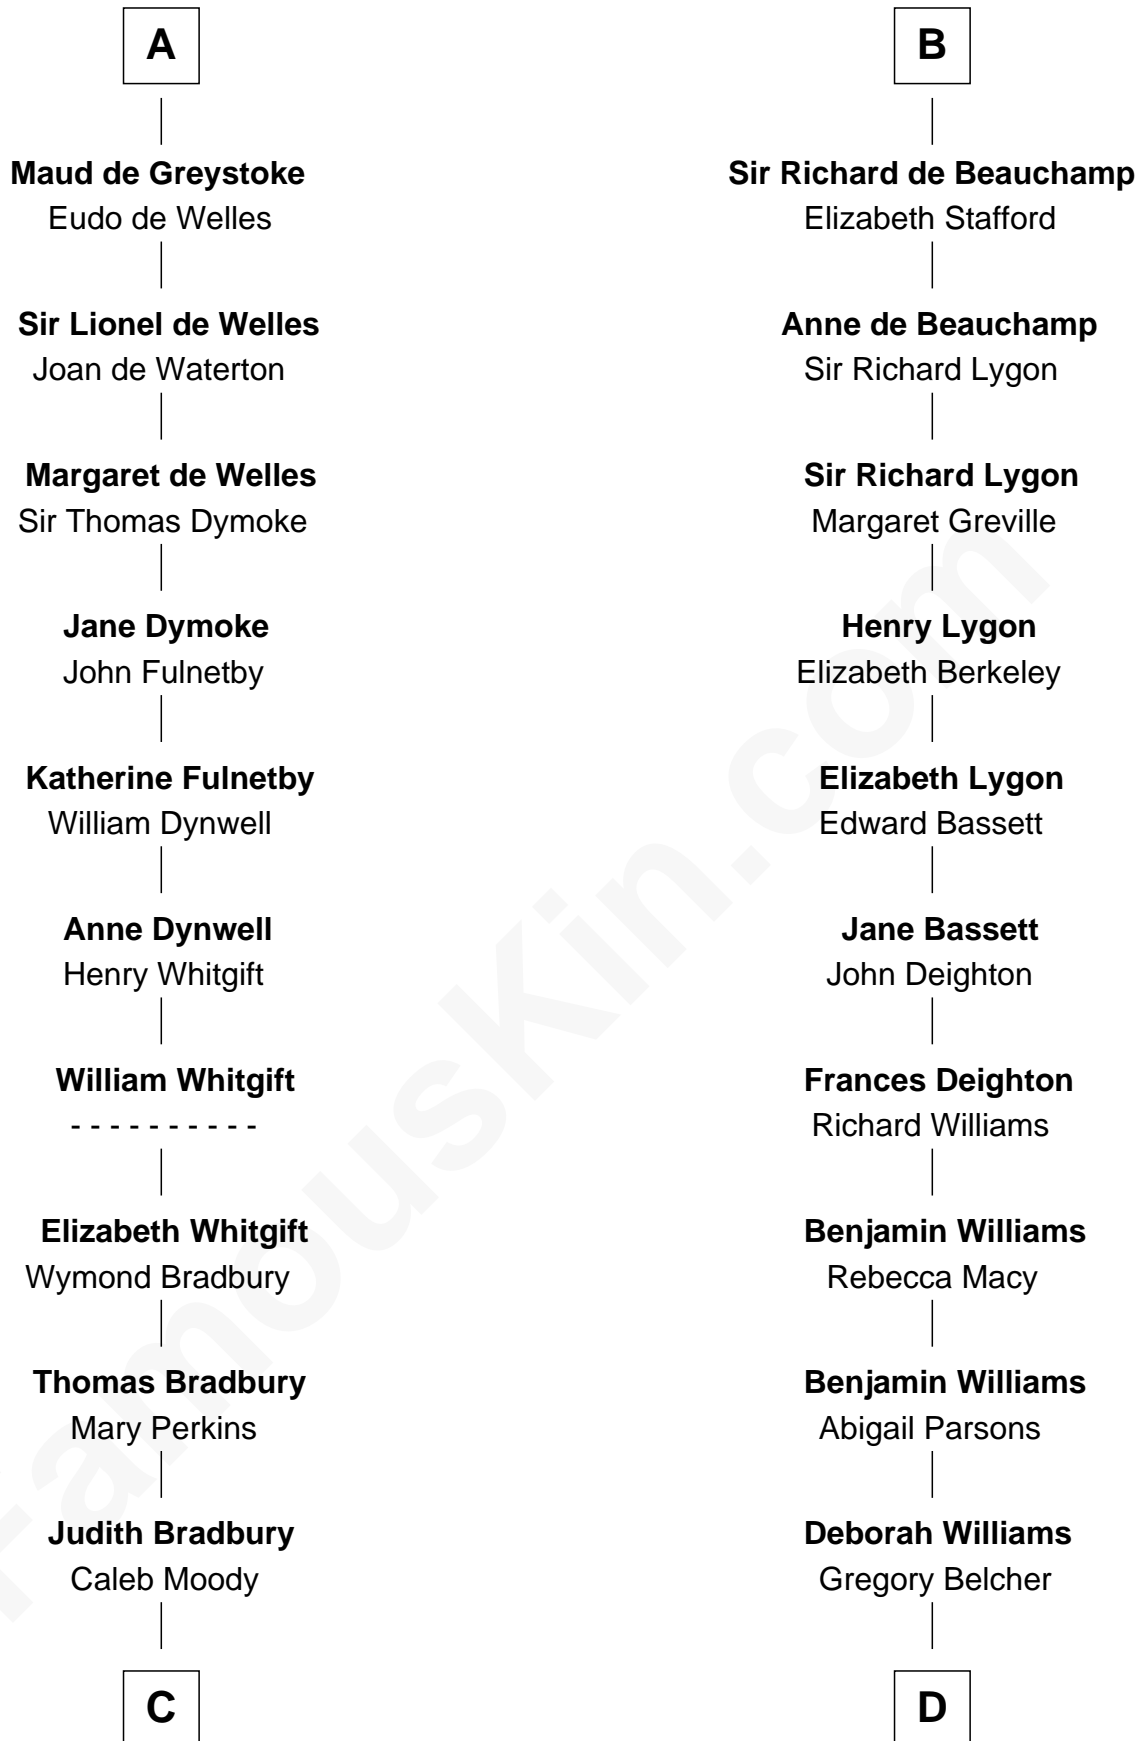 A
Maud de Greystoke
Eudo de Welles
Sir Lionel de Welles
Joan de Waterton
Margaret de Welles
Sir Thomas Dymoke
Jane Dymoke
John Fulnetby
Katherine Fulnetby
William Dynwell
Anne Dynwell
Henry Whitgift
William Whitgift
- - - - - - - - - -
Elizabeth Whitgift
Wymond Bradbury
Thomas Bradbury
Mary Perkins
Judith Bradbury
Caleb Moody
C
B
Sir Richard de Beauchamp
Elizabeth Stafford
Anne de Beauchamp
Sir Richard Lygon
Sir Richard Lygon
Margaret Greville
Henry Lygon
Elizabeth Berkeley
Elizabeth Lygon
Edward Bassett
Jane Bassett
John Deighton
Frances Deighton
Richard Williams
Benjamin Williams
Rebecca Macy
Benjamin Williams
Abigail Parsons
Deborah Williams
Gregory Belcher
D
FamousKin.com